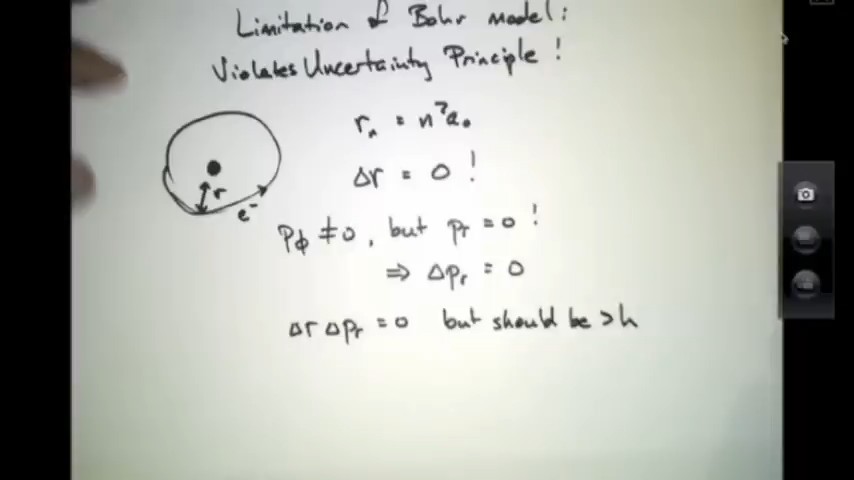 Limitation of Bohr Model:
Violates Uncertainty Principle !
rₙ = n²a₀
Δr = 0 !
r
e⁻
Pϕ ≠ 0, but pᵣ = 0 !
⇒ Δpᵣ = 0
Δr Δpᵣ = 0 but should be > h